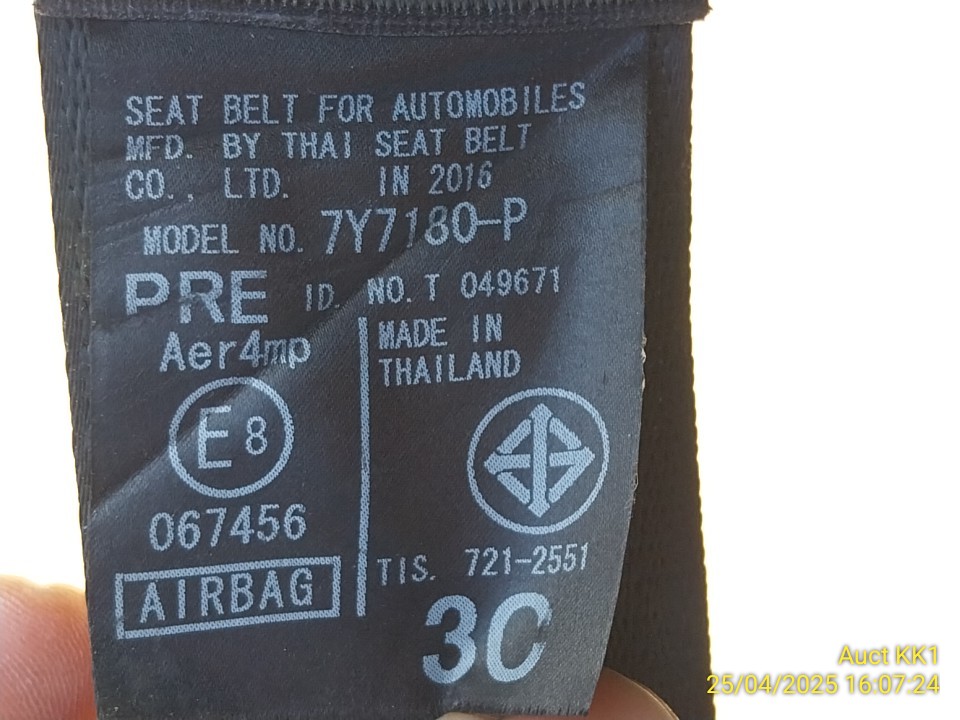 SEAT BELT FOR AUTOMOBILES
MFD. BY THAI SEAT BELT
CO., LTD. IN 2016
MODEL NO. 7Y7180-P
PRE ID. NO. T 049671
Aer4mp
MADE IN
THAILAND
E8
067456
AIRBAG
TIS. 721-2551
3C
Auct KK1
25/04/2025 16:07:24